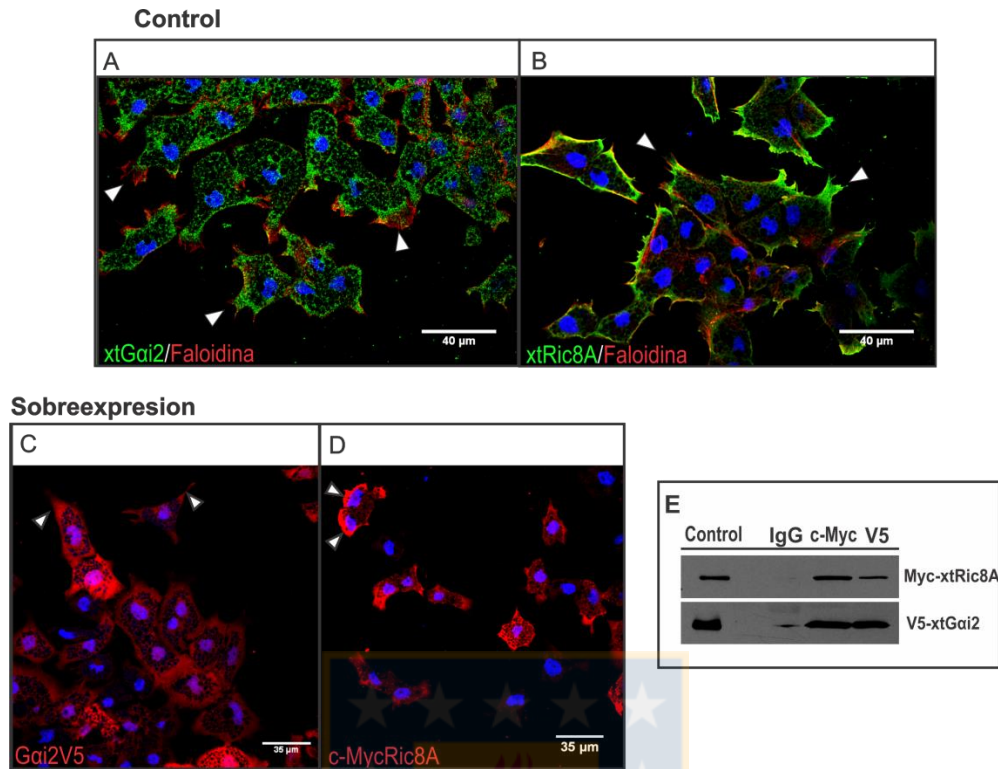 Control
A
B
xtGαi2/Faloidina
40 µm
xtRic8A/Faloidina
40 µm
Sobreexpresion
C
D
Gαi2V5
35 µm
c-MycRic8A
35 µm
E
Control IgG c-Myc V5
Myc-xtRic8A
V5-xtGαi2